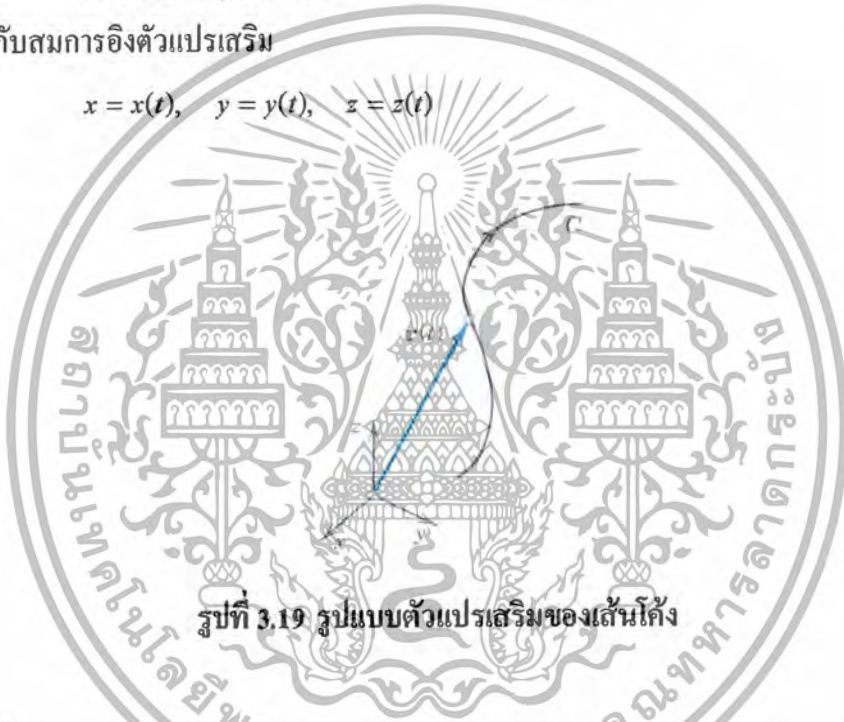 กับสมการอิงตัวแปรเสริม
x = x(t), y = y(t), z = z(t)
C
r(t)
z
x
y
รูปที่ 3.19 รูปแบบตัวแปรเสริมของเส้นโค้ง